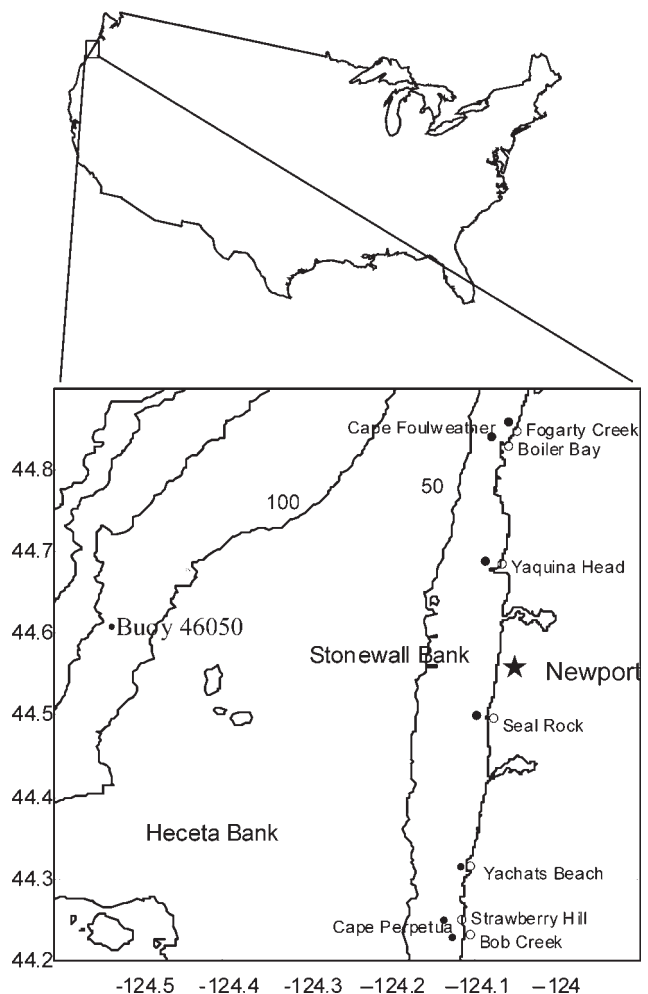 Cape Foulweather
Fogarty Creek
Boiler Bay
44.8
50
100
44.7
Yaquina Head
44.6
Buoy 46050
Stonewall Bank
Newport
44.5
Seal Rock
44.4
Heceta Bank
44.3
Yachats Beach
Strawberry Hill
Cape Perpetua
Bob Creek
44.2
-124.5 -124.4 -124.3 -124.2 -124.1 -124